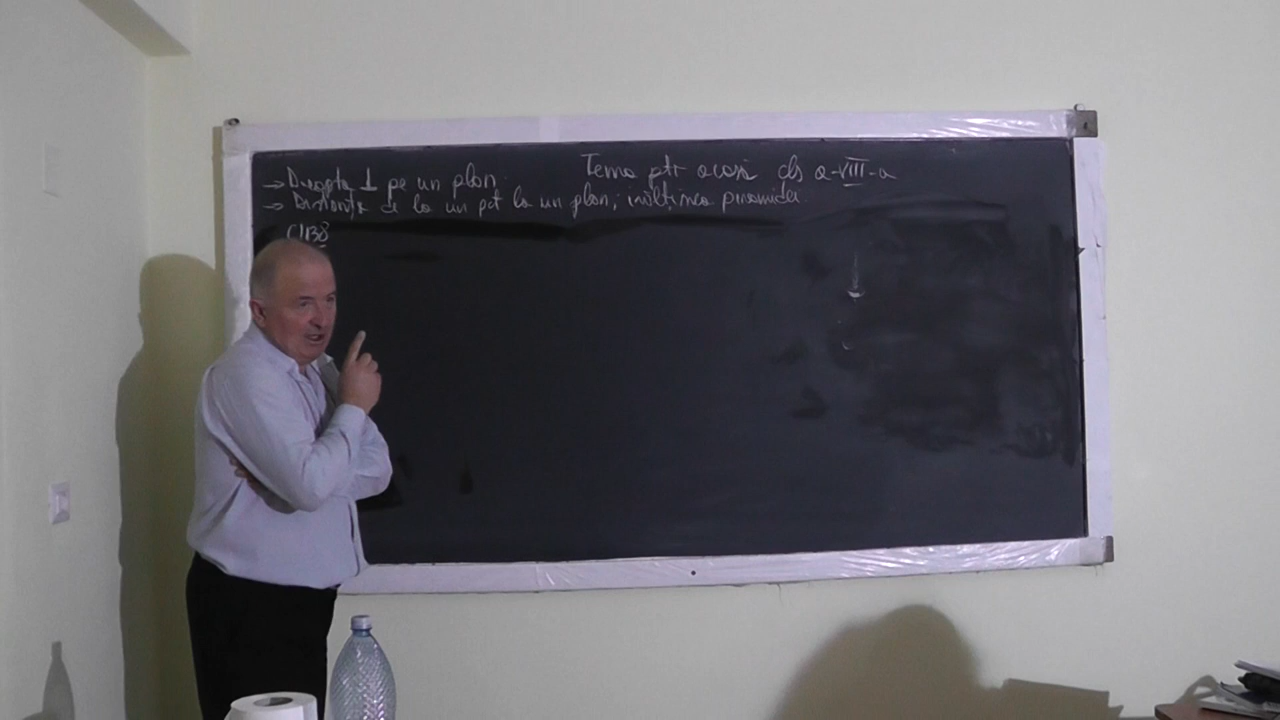 → Dreapta ⊥ pe un plan. Tema ptr acasă cls a-VIII-a
→ Distanța de la un pct la un plan; înălțimea piramidei
C/138